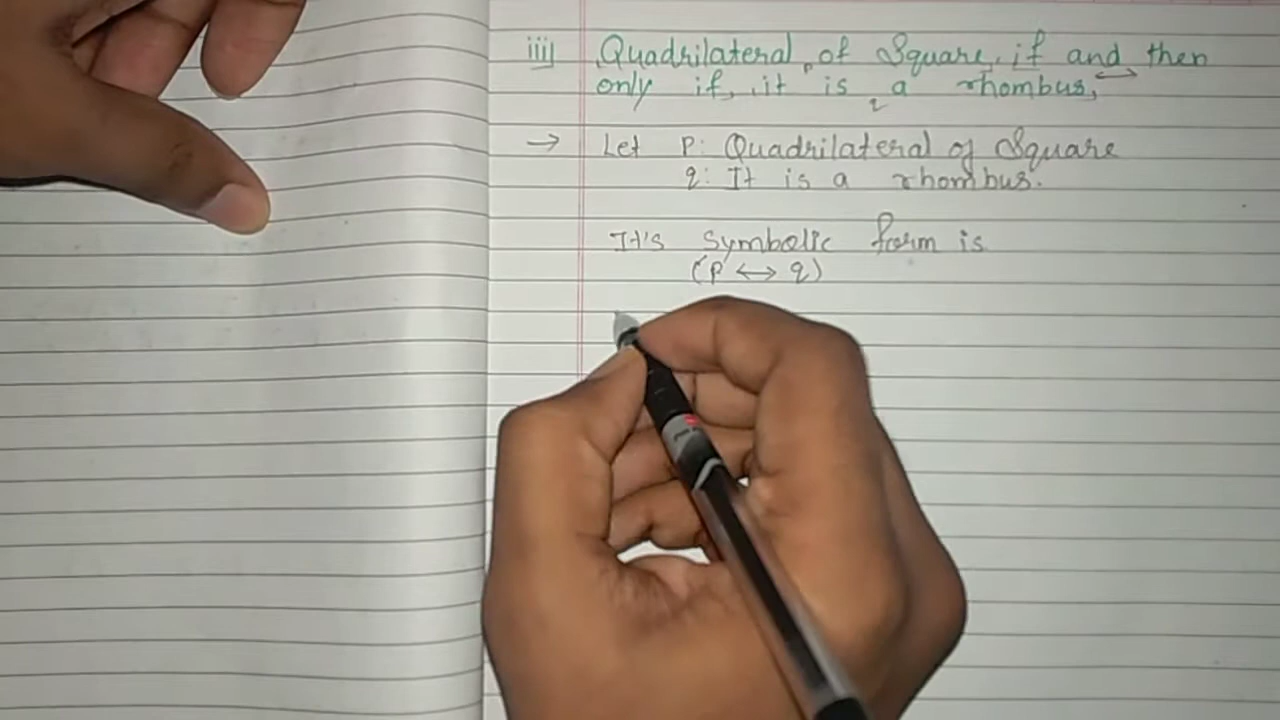 iii) Quadrilateral of Square, if and then
only if, it is a rhombus,
p
q ↔
→ Let p: Quadrilateral of Square
q: It is a rhombus.
It's symbolic form is
(p ↔ q)